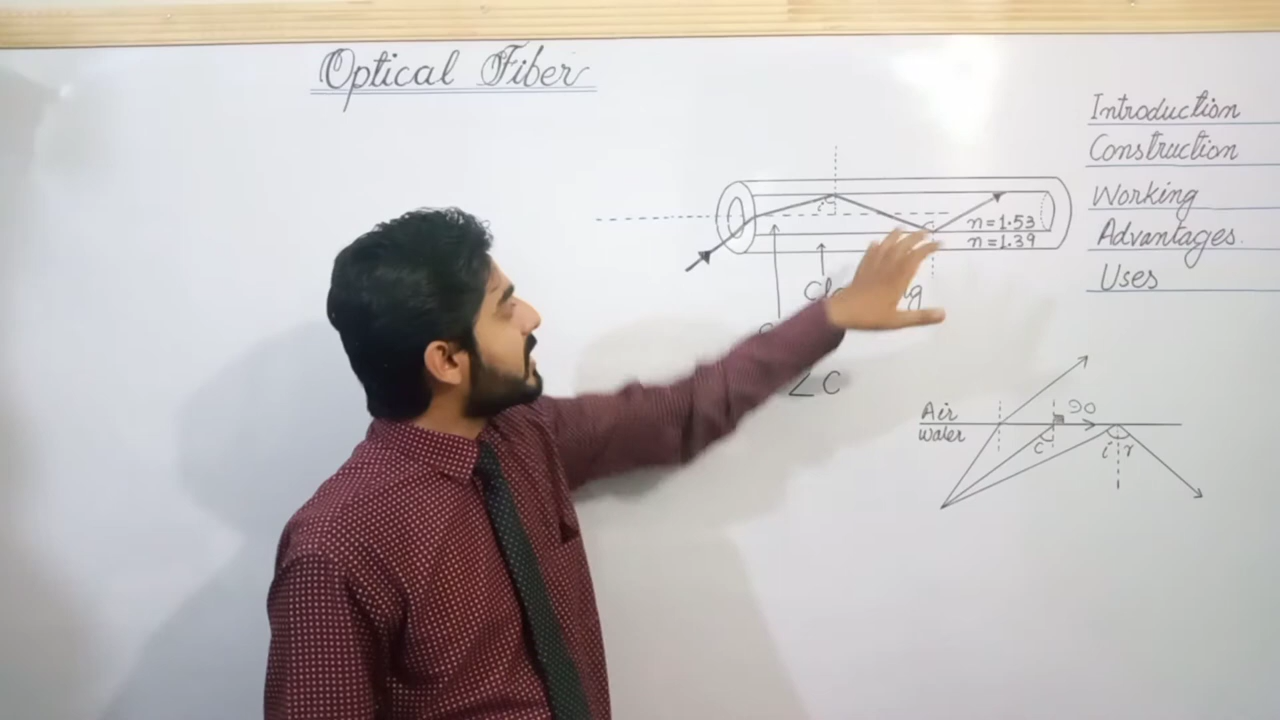 Optical Fiber
Introduction
Construction
Working
Advantages.
Uses
i
n=1.53
n=1.39
∠C
Air
90
Water
c
i r